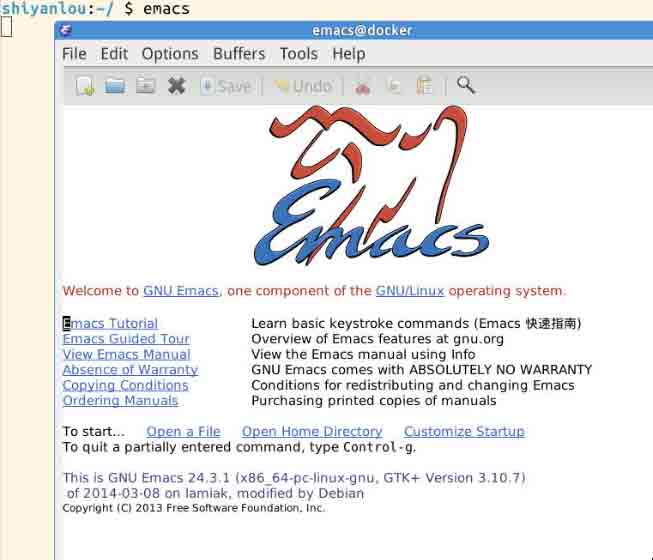 shiyanlou:~/ $ emacs
emacs@docker
File Edit Options Buffers Tools Help
Save Undo
Emacs
Welcome to GNU Emacs, one component of the GNU/Linux operating system.
Emacs Tutorial Learn basic keystroke commands (Emacs 快速指南)
Emacs Guided Tour Overview of Emacs features at gnu.org
View Emacs Manual View the Emacs manual using Info
Absence of Warranty GNU Emacs comes with ABSOLUTELY NO WARRANTY
Copying Conditions Conditions for redistributing and changing Emacs
Ordering Manuals Purchasing printed copies of manuals
To start... Open a File Open Home Directory Customize Startup
To quit a partially entered command, type Control-g.
This is GNU Emacs 24.3.1 (x86_64-pc-linux-gnu, GTK+ Version 3.10.7)
of 2014-03-08 on lamiak, modified by Debian
Copyright (C) 2013 Free Software Foundation, Inc.